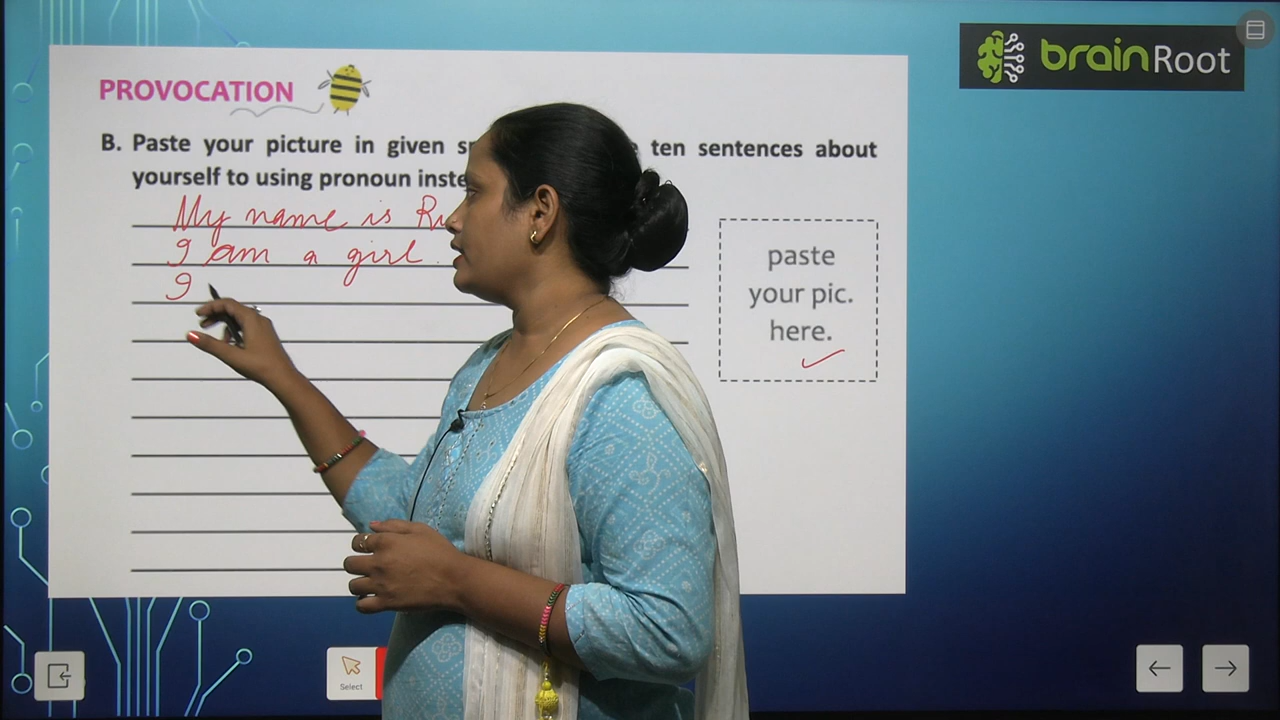 brainRoot
PROVOCATION
B. Paste your picture in given ten sentences about
yourself to using pronoun
My name is
I am a girl.
I
paste
your pic.
here.
Select